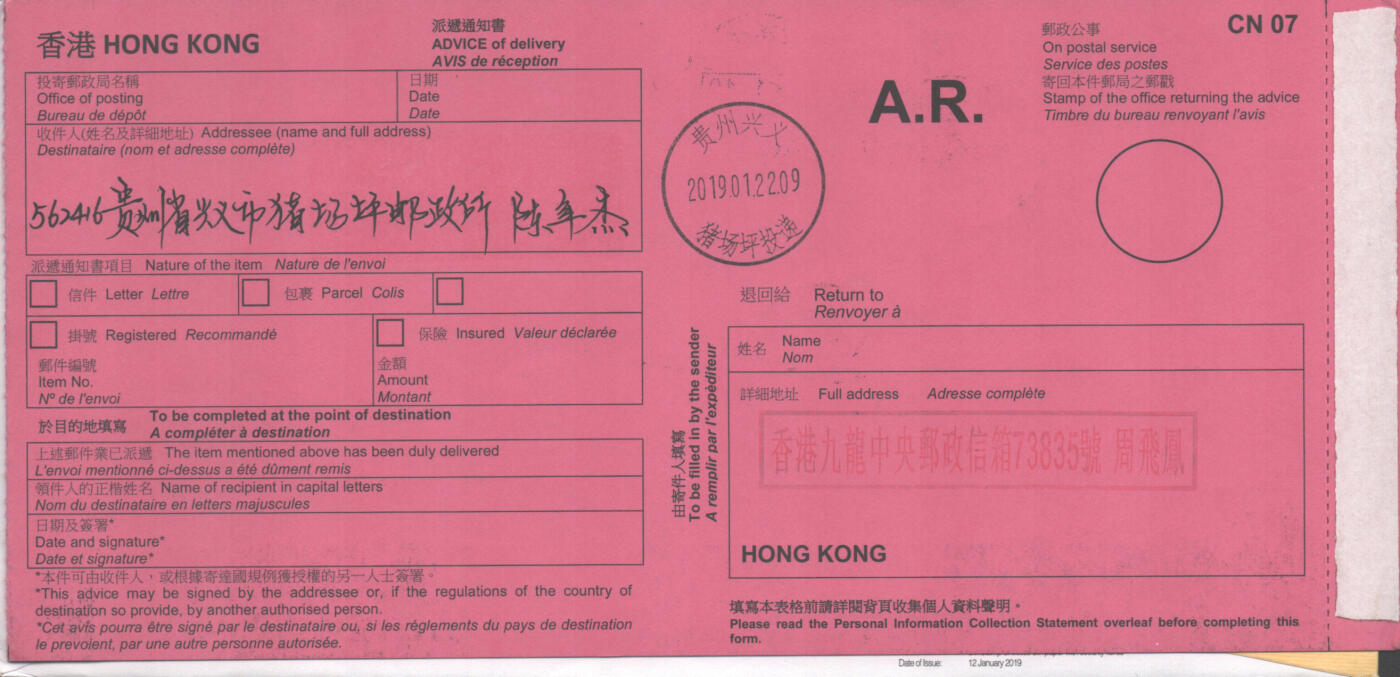 香港 HONG KONG
派遞通知書
ADVICE of delivery
AVIS de réception
投寄郵政局名稱
Office of posting
Bureau de dépôt
日期
Date
Date
收件人(姓名及詳細地址) Addressee (name and full address)
Destinataire (nom et adresse complète)
562416 贵州省兴义市猪场坪邮政所 陈
派遞通知書項目 Nature of the item Nature de l'envoi
信件 Letter Lettre
包裹 Parcel Colis
掛號 Registered Recommandé
保險 Insured Valeur déclarée
郵件編號
Item No.
Nº de l'envoi
金額
Amount
Montant
於目的地填寫
To be completed at the point of destination
A compléter à destination
上述郵件業已派遞 The item mentioned above has been duly delivered
L'envoi mentionné ci-dessus a été dûment remis
領件人的正楷姓名 Name of recipient in capital letters
Nom du destinataire en letters majuscules
日期及簽署*
Date and signature*
Date et signature*
*本件可由收件人，或根據寄達國規例獲授權的另一人士簽署。
*This advice may be signed by the addressee or, if the regulations of the country of
destination so provide, by another authorised person.
*Cet avis pourra être signé par le destinataire ou, si les réglements du pays de destination
le prevoient, par une autre personne autorisée.
贵州兴义
2019.01.22.09
猪场坪投递
A.R.
郵政公事
On postal service
Service des postes
寄回本件郵局之郵戳
Stamp of the office returning the advice
Timbre du bureau renvoyant l'avis
CN 07
退回給 Return to
Renvoyer à
由寄件人填寫
To be filled in by the sender
A remplir par l'expèditeur
姓名 Name
Nom
詳細地址 Full address Adresse complète
香港九龍中央郵政信箱73835號 周飛鳳
HONG KONG
填寫本表格前請詳閱背頁收集個人資料聲明。
Please read the Personal Information Collection Statement overleaf before completing this
form.
Date of Issue: 12 January 2019